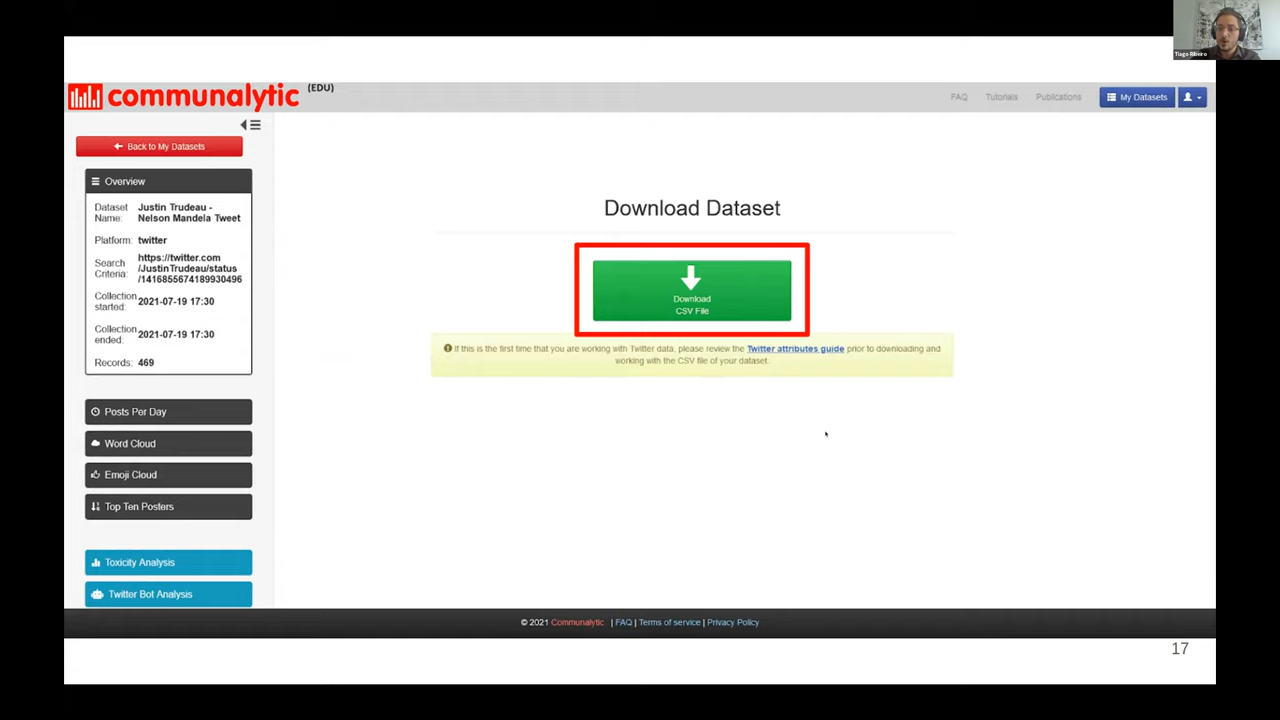 Tiago Ribeiro
communalytic (EDU)
FAQ Tutorials Publications My Datasets
Back to My Datasets
Overview
Dataset Name: Justin Trudeau - Nelson Mandela Tweet
Platform: twitter
Search Criteria: https://twitter.com/JustinTrudeau/status/1416855674189930496
Collection started: 2021-07-19 17:30
Collection ended: 2021-07-19 17:30
Records: 469
Posts Per Day
Word Cloud
Emoji Cloud
Top Ten Posters
Toxicity Analysis
Twitter Bot Analysis
Download Dataset
Download
CSV File
If this is the first time that you are working with Twitter data, please review the Twitter attributes guide prior to downloading and
working with the CSV file of your dataset.
© 2021 Communalytic | FAQ | Terms of service | Privacy Policy
17